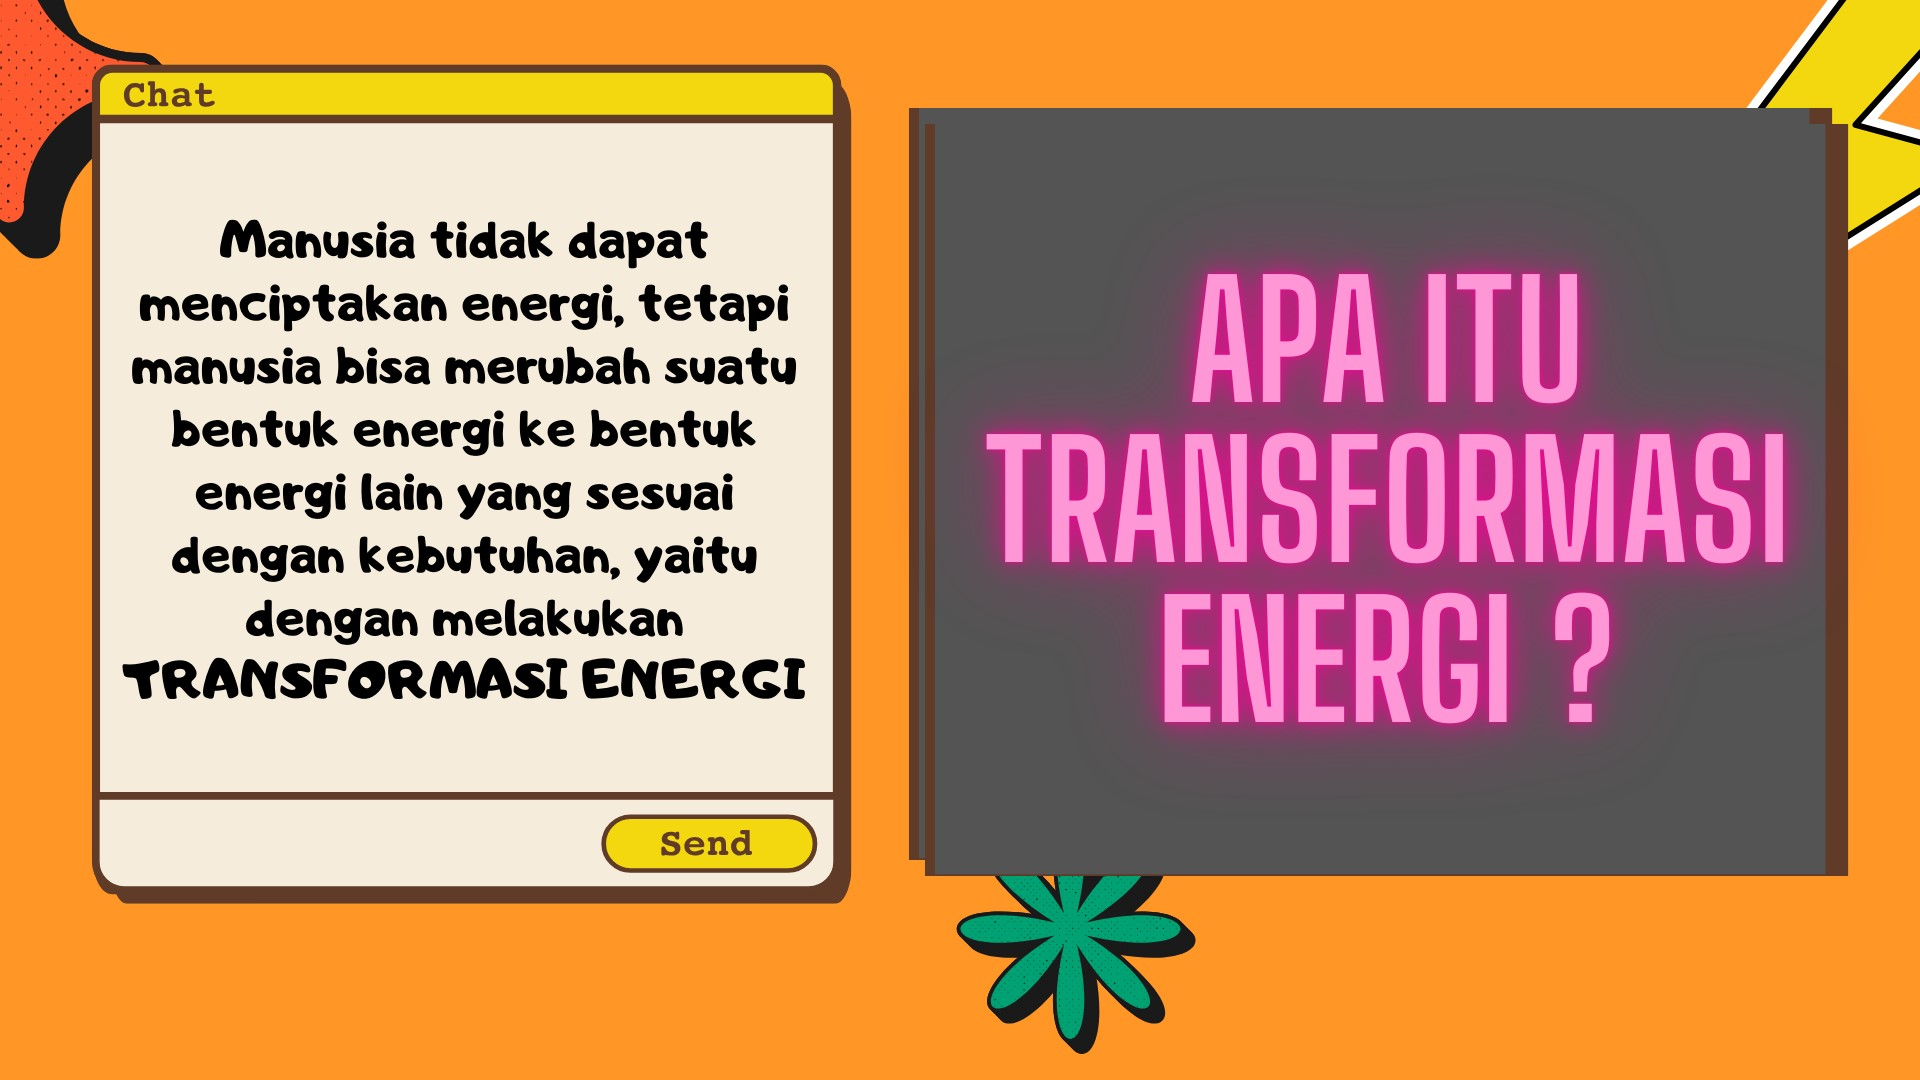 Chat
Manusia tidak dapat
menciptakan energi, tetapi
manusia bisa merubah suatu
bentuk energi ke bentuk
energi lain yang sesuai
dengan kebutuhan, yaitu
dengan melakukan
TRANSFORMASI ENERGI
Send
APA ITU
TRANSFORMASI
ENERGI ?